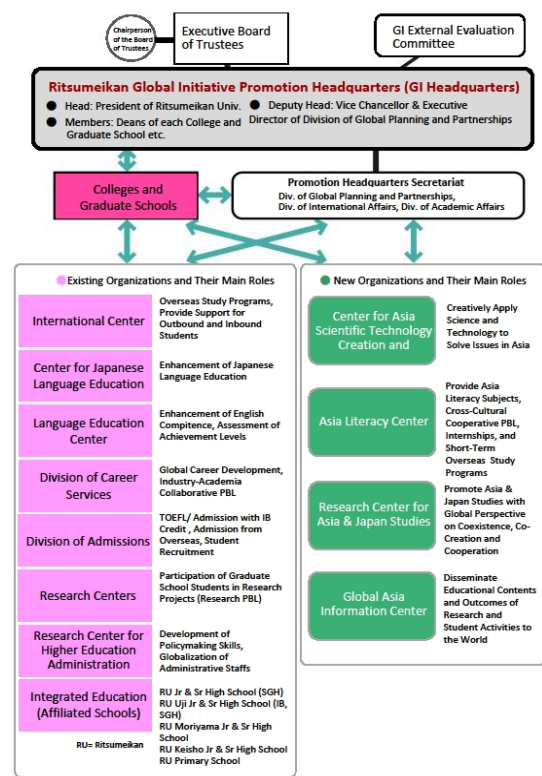 Chairperson
of the Board
of Trustees
Executive Board of
Trustees
GI External Evaluation
Committee
Ritsumeikan Global Initiative Promotion Headquarters (GI Headquarters)
● Head: President of Ritsumeikan Univ.
● Members: Deans of each College and
Graduate School etc.
● Deputy Head: Vice Chancellor & Executive
Director of Division of Global Planning and Partnerships
Colleges and
Graduate Schools
Promotion Headquarters Secretariat
Div. of Global Planning and Partnerships,
Div. of International Affairs, Div. of Academic Affairs
●Existing Organizations and Their Main Roles
International Center
Overseas Study Programs,
Provide Support for
Outbound and Inbound
Students
Center for Japanese
Language Education
Enhancement of Japanese
Language Education
Language Education
Center
Enhancement of English
Compitence, Assessment of
Achievement Levels
Division of Career
Services
Global Career Development,
Industry-Academia
Collaborative PBL
Division of Admissions
TOEFL/ Admission with IB
Credit , Admission from
Overseas, Student
Recruitment
Research Centers
Participation of Graduate
School Students in Research
Projects (Research PBL)
Research Center for
Higher Education
Administration
Development of
Policymaking Skills,
Globalization of
Administrative Staffs
Integrated Education
(Affiliated Schools)
RU Jr & Sr High School (SGH)
RU Uji Jr & Sr High School (IB,
SGH)
RU Moriyama Jr & Sr High
School
RU Keisho Jr & Sr High School
RU Primary School
RU= Ritsumeikan
● New Organizations and Their Main Roles
Center for Asia
Scientific Technology
Creation and
Creatively Apply
Science and
Technology to
Solve Issues in Asia
Asia Literacy Center
Provide Asia
Literacy Subjects,
Cross-Cultural
Cooperative PBL,
Internships, and
Short-Term
Overseas Study
Programs
Research Center for
Asia & Japan Studies
Promote Asia &
Japan Studies with
Global Perspective
on Coexistence, Co-
Creation and
Cooperation
Global Asia
Information Center
Disseminate
Educational Contents
and Outcomes of
Research and
Student Activities to
the World